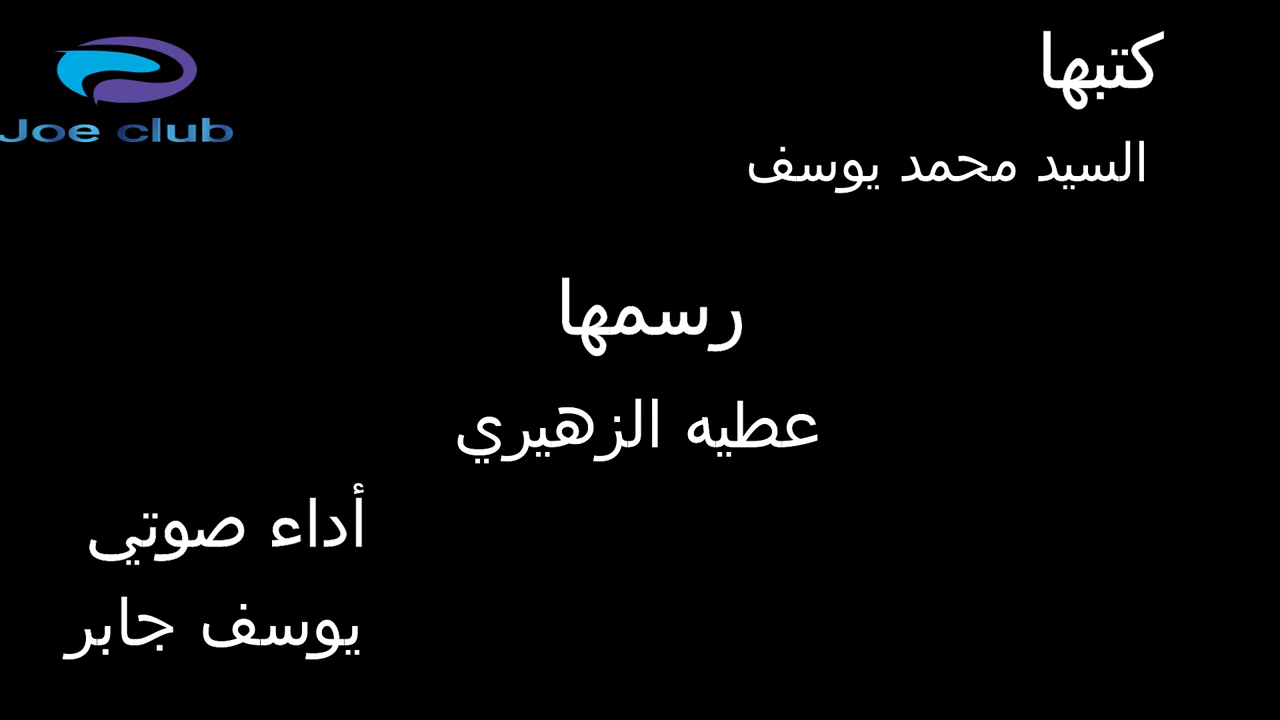 كتبها
Joe club
السيد محمد يوسف
رسمها
عطيه الزهيري
أداء صوتي
يوسف جابر